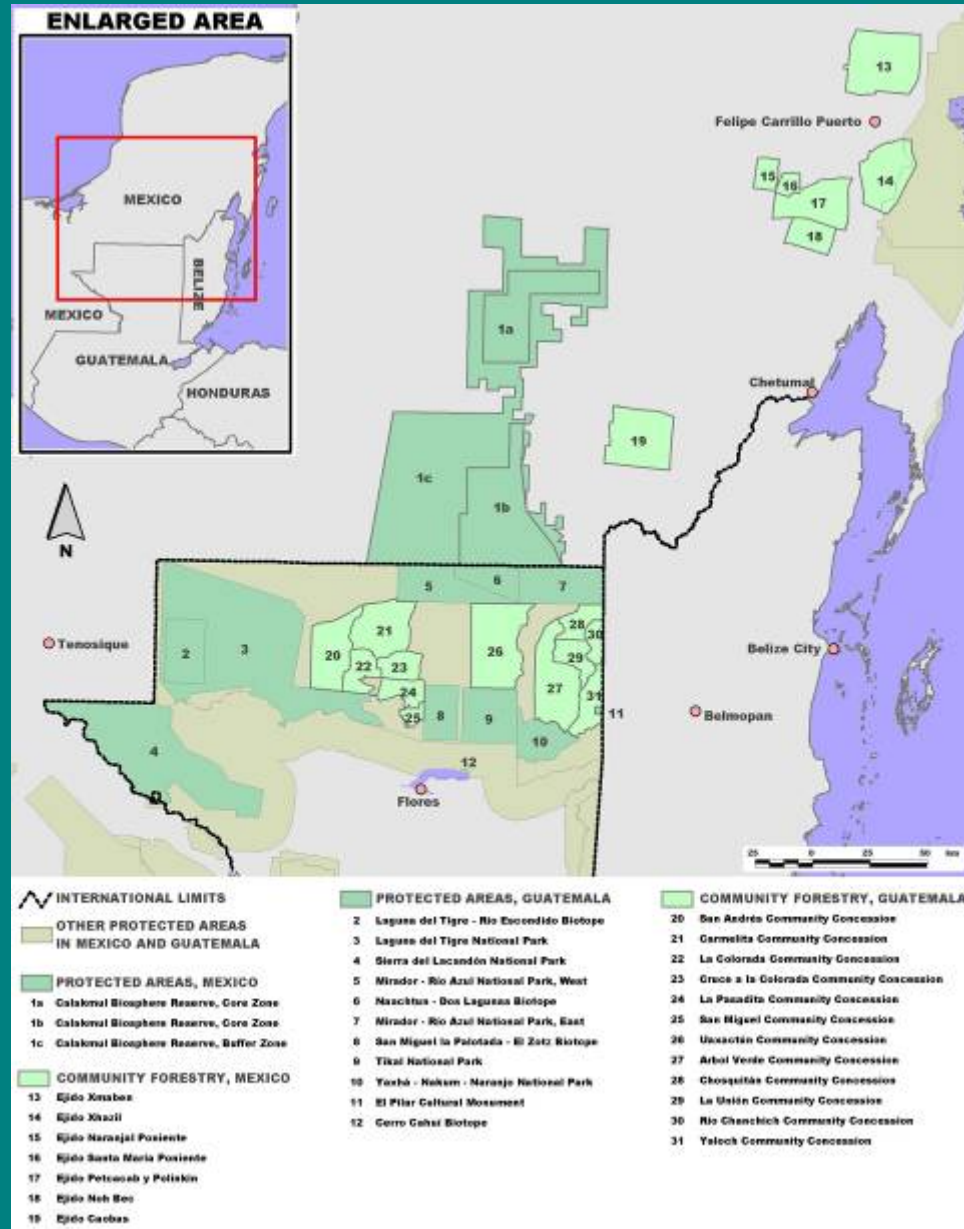 ENLARGED AREA
MEXICO
BELIZE
MEXICO
GUATEMALA
HONDURAS
N
13
Felipe Carrillo Puerto
15
16
14
17
18
1a
Chetumal
19
1c
1b
5
6
7
Tenosique
2
3
21
20
22
23
24
25
26
28
30
29
27
31
11
Belize City
Belmopan
8
9
10
4
12
Flores
25 0 25 50 km
INTERNATIONAL LIMITS
OTHER PROTECTED AREAS
IN MEXICO AND GUATEMALA
PROTECTED AREAS, MEXICO
1a Calakmul Biosphere Reserve, Core Zone
1b Calakmul Biosphere Reserve, Core Zone
1c Calakmul Biosphere Reserve, Buffer Zone
COMMUNITY FORESTRY, MEXICO
13 Ejido Xmaben
14 Ejido Xhazil
15 Ejido Naranjal Poniente
16 Ejido Santa Maria Poniente
17 Ejido Petcacab y Polinkin
18 Ejido Noh Bec
19 Ejido Caobas
PROTECTED AREAS, GUATEMALA
2 Laguna del Tigre - Río Escondido Biotope
3 Laguna del Tigre National Park
4 Sierra del Lacandón National Park
5 Mirador - Río Azul National Park, West
6 Naachtun - Dos Lagunas Biotope
7 Mirador - Río Azul National Park, East
8 San Miguel la Palotada - El Zotz Biotope
9 Tikal National Park
10 Yaxhá - Nakum - Naranjo National Park
11 El Pilar Cultural Monument
12 Cerro Cahuí Biotope
COMMUNITY FORESTRY, GUATEMALA
20 San Andrés Community Concession
21 Carmelita Community Concession
22 La Colorada Community Concession
23 Cruce a la Colorada Community Concession
24 La Pasadita Community Concession
25 San Miguel Community Concession
26 Uaxactún Community Concession
27 Arbol Verde Community Concession
28 Chosquitán Community Concession
29 La Unión Community Concession
30 Río Chanchich Community Concession
31 Yaloch Community Concession